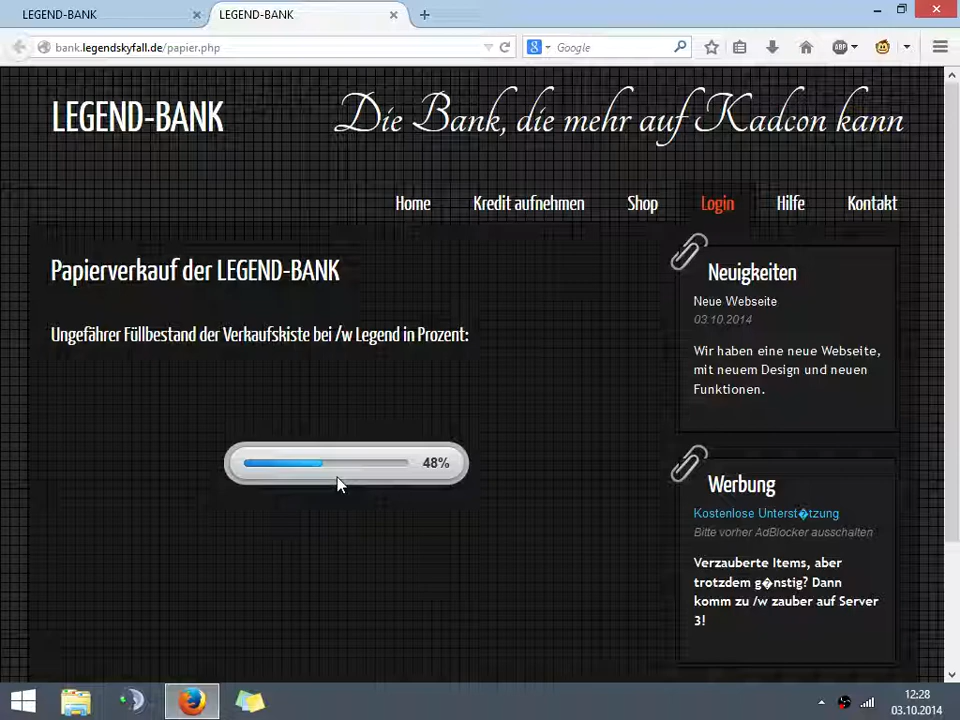 LEGEND-BANK
LEGEND-BANK
bank.legendskyfall.de/papier.php
Google
ABP
LEGEND-BANK
Die Bank, die mehr auf Kadcon kann
Home
Kredit aufnehmen
Shop
Login
Hilfe
Kontakt
Papierverkauf der LEGEND-BANK
Ungefährer Füllbestand der Verkaufskiste bei /w Legend in Prozent:
48%
Neuigkeiten
Neue Webseite
03.10.2014
Wir haben eine neue Webseite,
mit neuem Design und neuen
Funktionen.
Werbung
Kostenlose Unterst�tzung
Bitte vorher AdBlocker ausschalten
Verzauberte Items, aber
trotzdem g�nstig? Dann
komm zu /w zauber auf Server
3!
12:28
03.10.2014